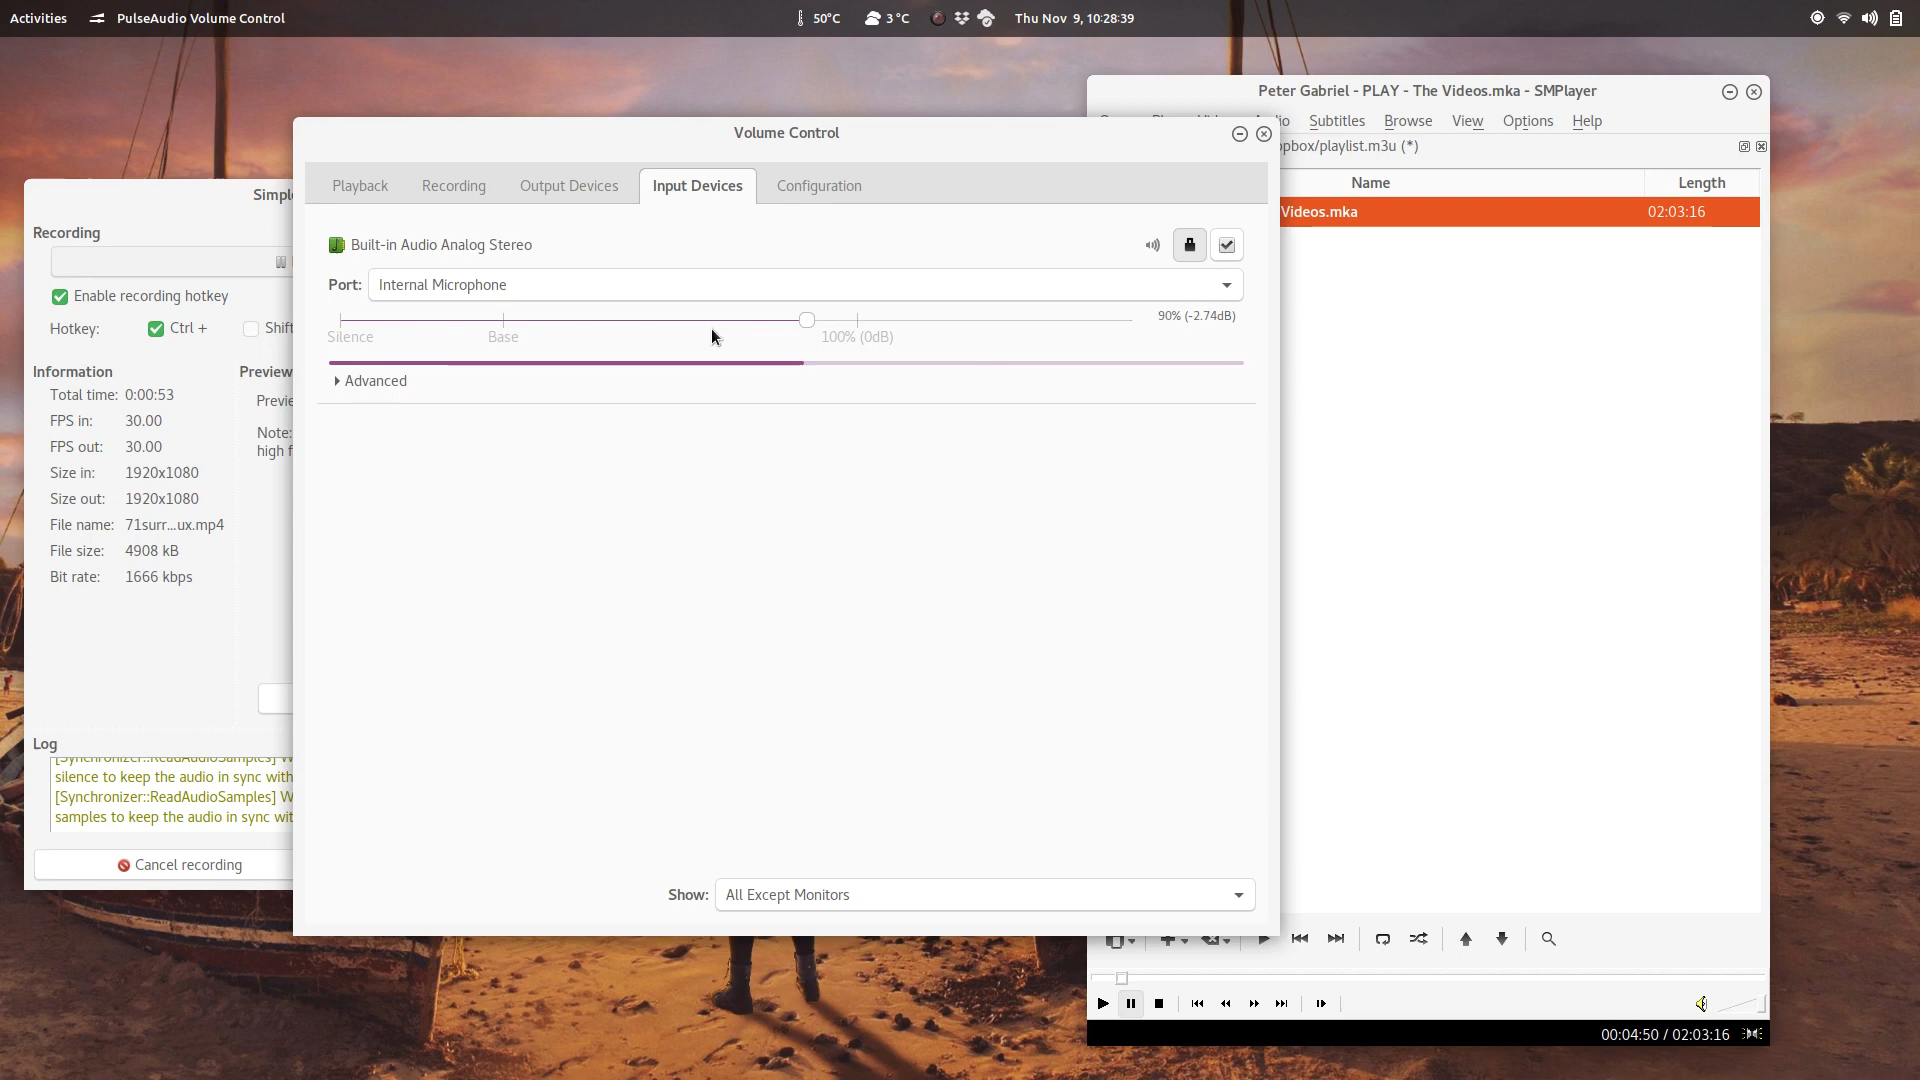 Activities
PulseAudio Volume Control
50°C
3 °C
Thu Nov 9, 10:28:39
Peter Gabriel - PLAY - The Videos.mka - SMPlayer
Subtitles
Browse
View
Options
Help
pbox/playlist.m3u (*)
Name
Length
Videos.mka
02:03:16
Volume Control
Playback
Recording
Output Devices
Input Devices
Configuration
Built-in Audio Analog Stereo
Port:
Internal Microphone
90% (-2.74dB)
Silence
Base
100% (0dB)
Advanced
Show:
All Except Monitors
Simple
Recording
Enable recording hotkey
Hotkey:
Ctrl +
Shift
Information
Total time: 0:00:53
FPS in: 30.00
FPS out: 30.00
Size in: 1920x1080
Size out: 1920x1080
File name: 71surr...ux.mp4
File size: 4908 kB
Bit rate: 1666 kbps
Preview
Previe
Note:
high f
Log
[Synchronizer::ReadAudioSamples] W
silence to keep the audio in sync with
[Synchronizer::ReadAudioSamples] W
samples to keep the audio in sync wit
Cancel recording
00:04:50 / 02:03:16